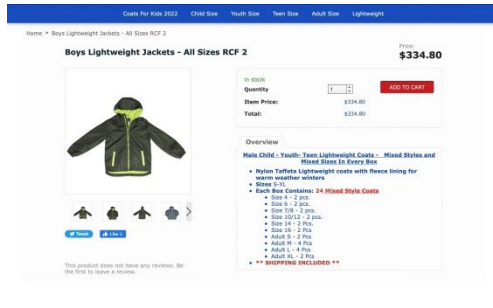 Coats For Kids 2022 Child Size Youth Size Teen Size Adult Size Lightweight
Home > Boys Lightweight Jackets - All Sizes RCF 2
Boys Lightweight Jackets - All Sizes RCF 2
Price:
$334.80
in stock
Quantity 1 ADD TO CART
Item Price: $334.80
Total: $334.80
Overview
Male Child - Youth- Teen Lightweight Coats - Mixed Styles and
Mixed Sizes In Every Box
Nylon Taffeta Lightweight coats with fleece lining for
warm weather winters
Sizes S-XL
Each Box Contains: 24 Mixed Style Coats
Size 4 - 2 pcs.
Size 6 - 2 pcs.
Size 7/8 - 2 pcs.
Size 10/12 - 2 pcs.
Size 14 - 2 Pcs
Size 16 - 2 Pcs
Adult S - 2 Pcs
Adult M - 4 Pcs
Adult L - 4 Pcs
Adult XL - 2 Pcs
** SHIPPING INCLUDED **
Tweet Like 0
This product does not have any reviews. Be
the first to leave a review.